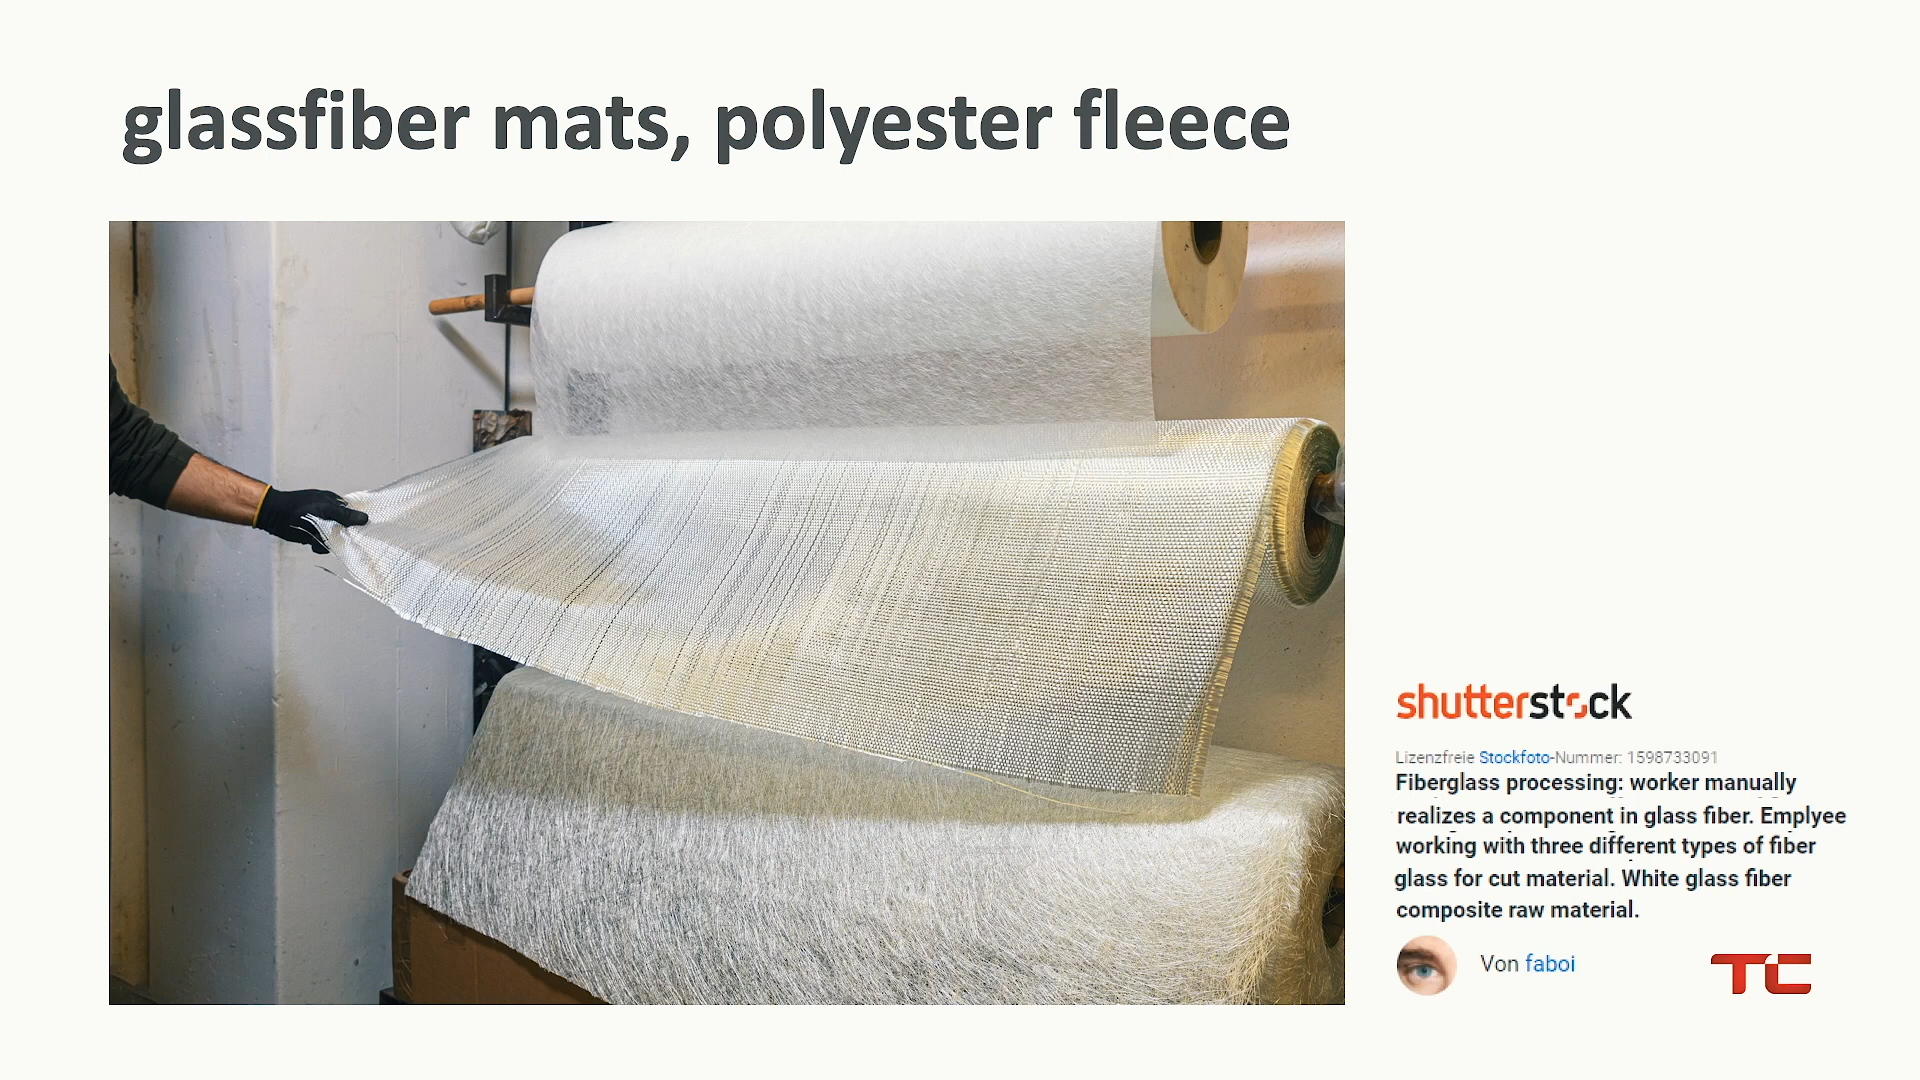 glassfiber mats, polyester fleece
shutterstock
Lizenzfreie Stockfoto-Nummer: 1598733091
Fiberglass processing: worker manually
realizes a component in glass fiber. Emplyee
working with three different types of fiber
glass for cut material. White glass fiber
composite raw material.
Von faboi
TC